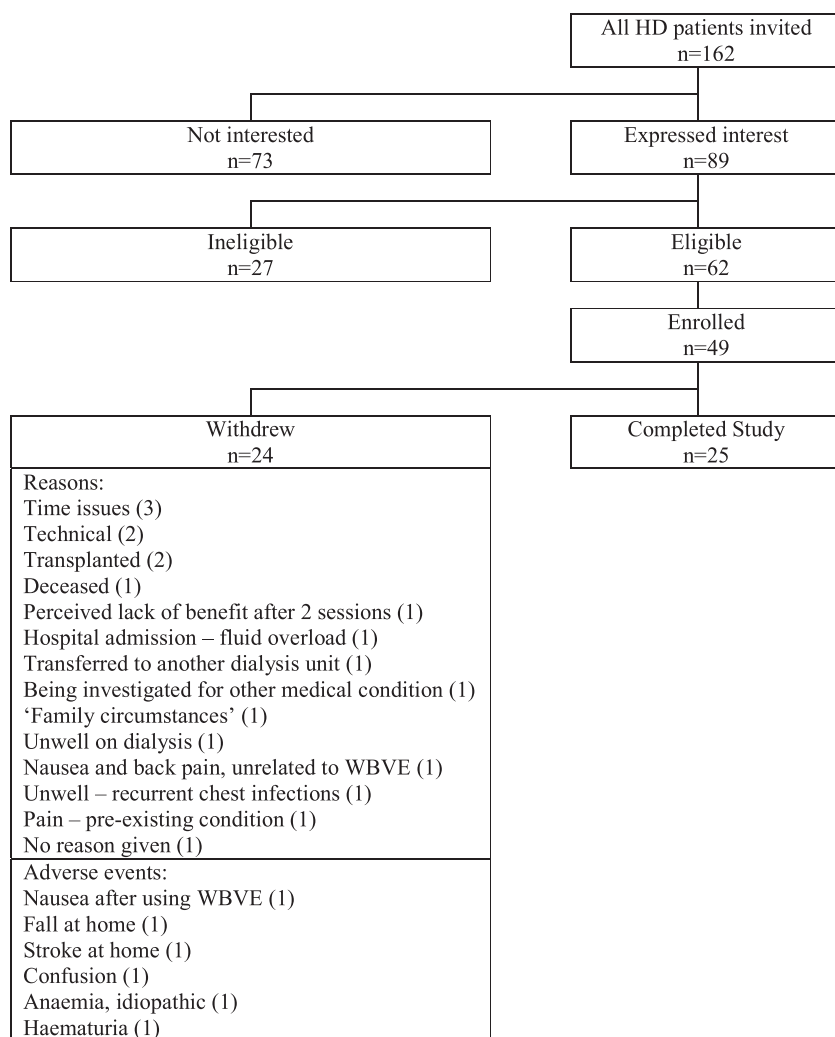 All HD patients invited
n=162
Not interested
n=73
Expressed interest
n=89
Ineligible
n=27
Eligible
n=62
Enrolled
n=49
Withdrew
n=24
Completed Study
n=25
Reasons:
Time issues (3)
Technical (2)
Transplanted (2)
Deceased (1)
Perceived lack of benefit after 2 sessions (1)
Hospital admission – fluid overload (1)
Transferred to another dialysis unit (1)
Being investigated for other medical condition (1)
‘Family circumstances’ (1)
Unwell on dialysis (1)
Nausea and back pain, unrelated to WBVE (1)
Unwell – recurrent chest infections (1)
Pain – pre-existing condition (1)
No reason given (1)
Adverse events:
Nausea after using WBVE (1)
Fall at home (1)
Stroke at home (1)
Confusion (1)
Anaemia, idiopathic (1)
Haematuria (1)